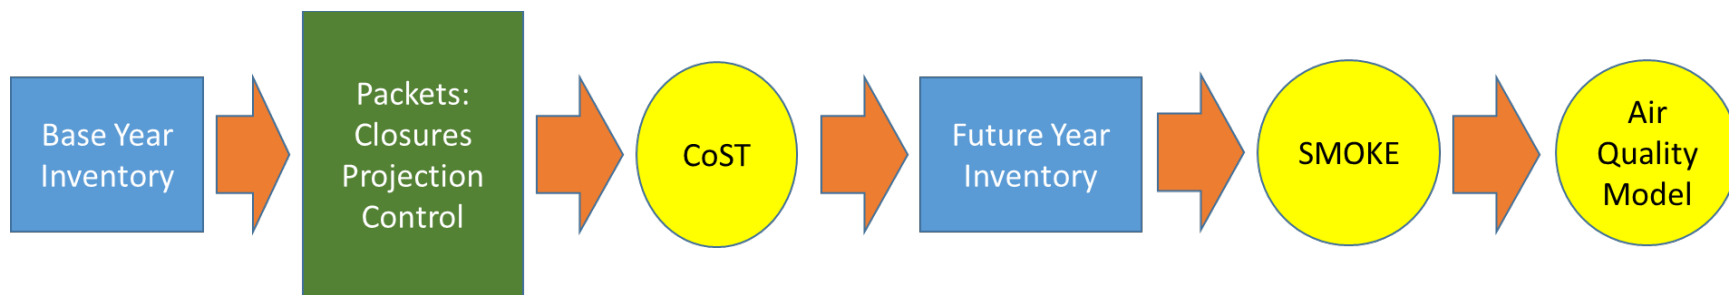 Base Year
Inventory
Packets:
Closures
Projection
Control
CoST
Future Year
Inventory
SMOKE
Air
Quality
Model